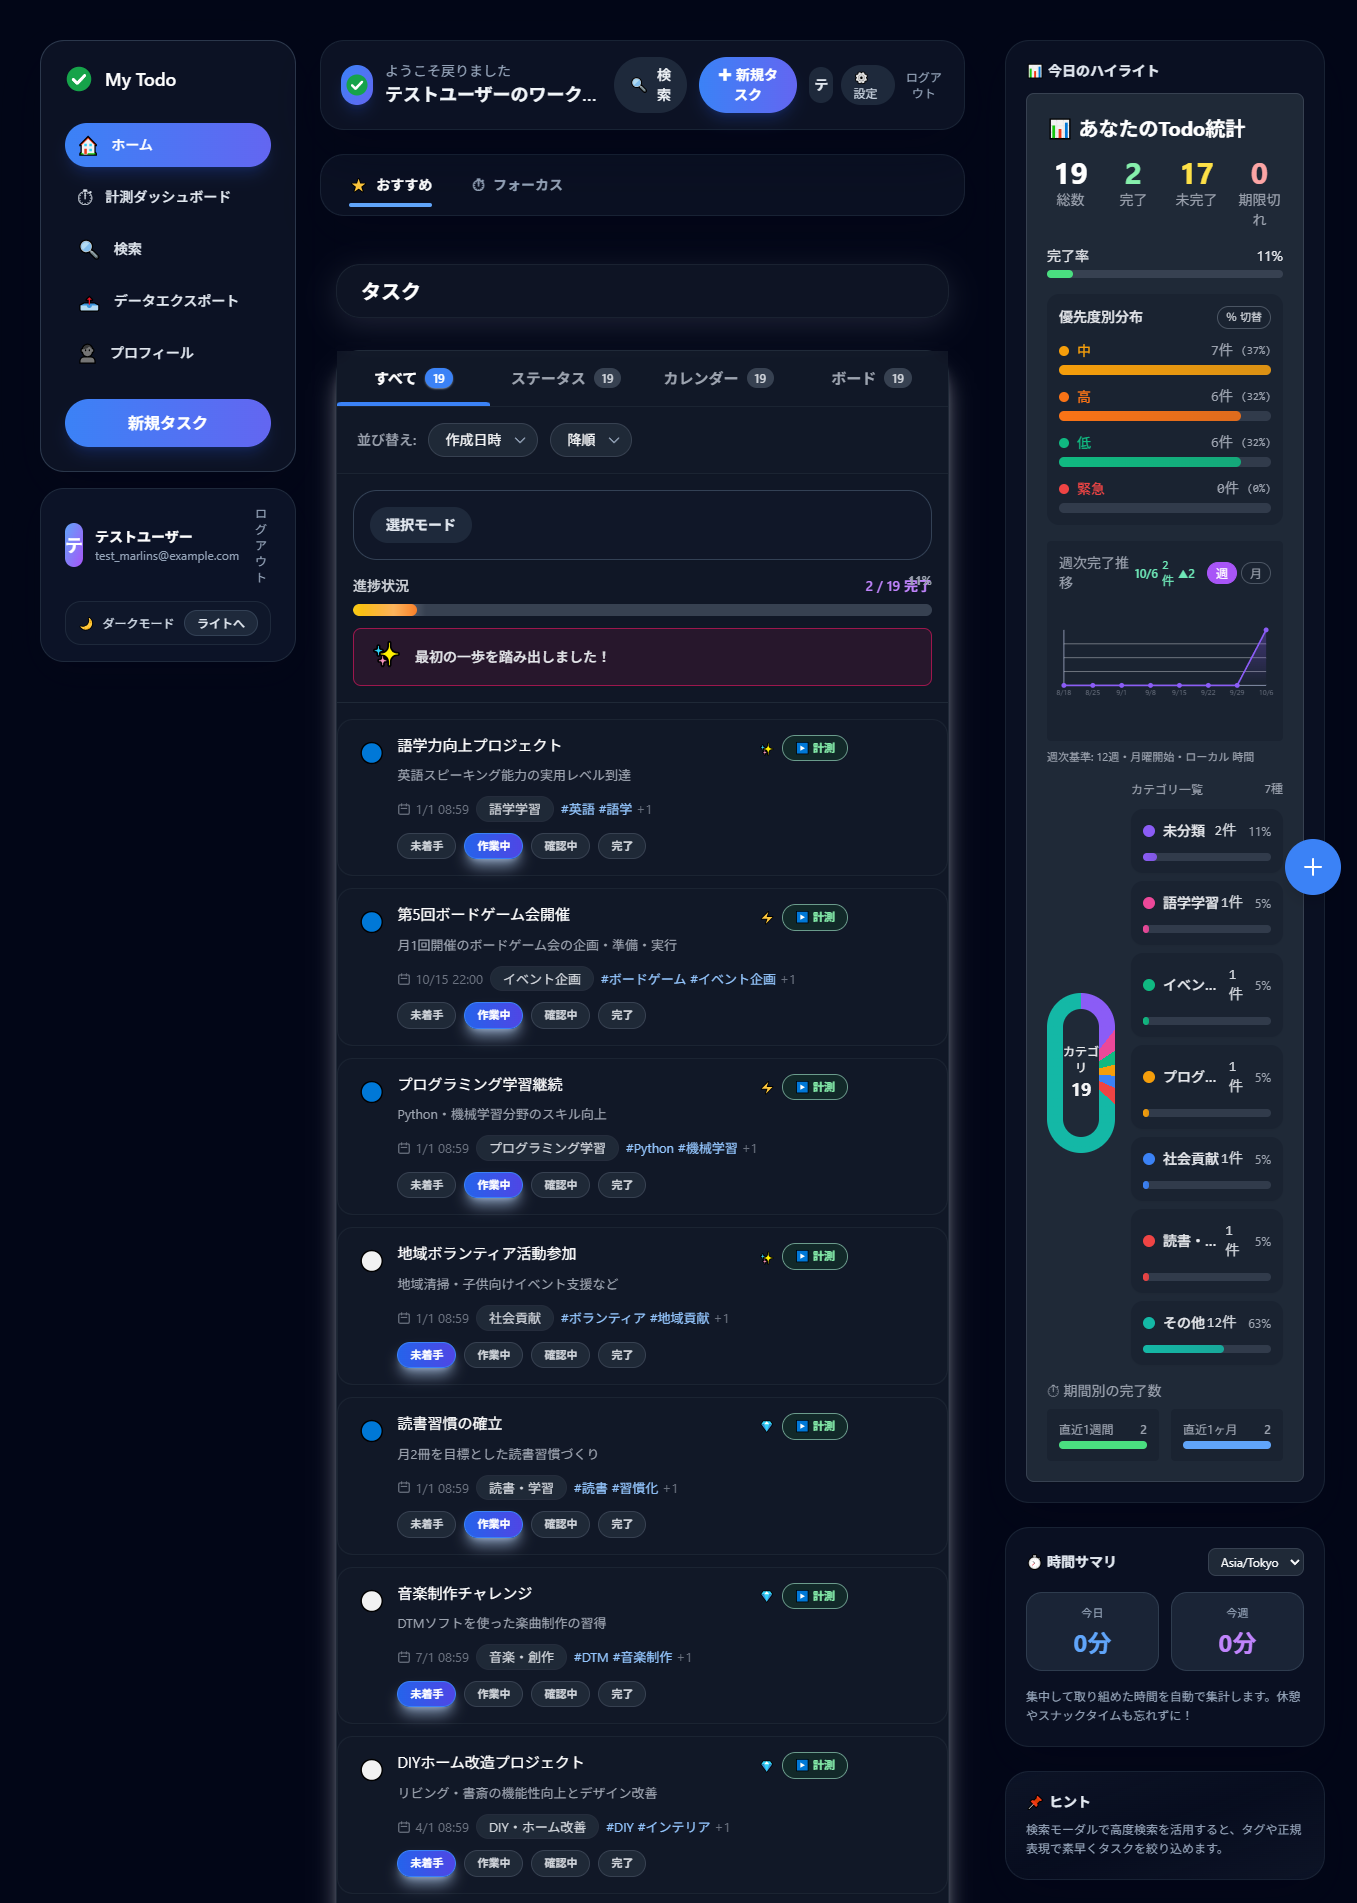 My Todo
ホーム
計測ダッシュボード
検索
データエクスポート
プロフィール
新規タスク
テ
テストユーザー
test_marlins@example.com
ログアウト
ダークモード
ライトへ
ようこそ戻りました
テストユーザーのワーク...
検索
新規タスク
テ
設定
ログアウト
おすすめ
フォーカス
タスク
すべて 19
ステータス 19
カレンダー 19
ボード 19
並び替え: 作成日時 降順
選択モード
進捗状況
2 / 19 完了
11%
最初の一歩を踏み出しました！
語学力向上プロジェクト
計測
英語スピーキング能力の実用レベル到達
1/1 08:59 語学学習 #英語 #語学 +1
未着手 作業中 確認中 完了
第5回ボードゲーム会開催
計測
月1回開催のボードゲーム会の企画・準備・実行
10/15 22:00 イベント企画 #ボードゲーム #イベント企画 +1
未着手 作業中 確認中 完了
プログラミング学習継続
計測
Python・機械学習分野のスキル向上
1/1 08:59 プログラミング学習 #Python #機械学習 +1
未着手 作業中 確認中 完了
地域ボランティア活動参加
計測
地域清掃・子供向けイベント支援など
1/1 08:59 社会貢献 #ボランティア #地域貢献 +1
未着手 作業中 確認中 完了
読書習慣の確立
計測
月2冊を目標とした読書習慣づくり
1/1 08:59 読書・学習 #読書 #習慣化 +1
未着手 作業中 確認中 完了
音楽制作チャレンジ
計測
DTMソフトを使った楽曲制作の習得
7/1 08:59 音楽・創作 #DTM #音楽制作 +1
未着手 作業中 確認中 完了
DIYホーム改造プロジェクト
計測
リビング・書斎の機能性向上とデザイン改善
4/1 08:59 DIY・ホーム改善 #DIY #インテリア +1
未着手 作業中 確認中 完了
今日のハイライト
あなたのTodo統計
19 2 17 0
総数 完了 未完了 期限切れ
完了率 11%
優先度別分布 % 切替
中 7件 (37%)
高 6件 (32%)
低 6件 (32%)
緊急 0件 (0%)
週次完了推移
10/6 2件 ▲2
週 月
8/18 8/25 9/1 9/8 9/15 9/22 9/29 10/6
週次基準: 12週・月曜開始・ローカル 時間
カテゴリ一覧 7種
カテゴリ
19
未分類 2件 11%
語学学習 1件 5%
イベン... 1件 5%
プログ... 1件 5%
社会貢献 1件 5%
読書・... 1件 5%
その他 12件 63%
期間別の完了数
直近1週間 2
直近1ヶ月 2
時間サマリ Asia/Tokyo
今日
0分
今週
0分
集中して取り組めた時間を自動で集計します。休憩
やスナックタイムも忘れずに！
ヒント
検索モーダルで高度検索を活用すると、タグや正規
表現で素早くタスクを絞り込めます。